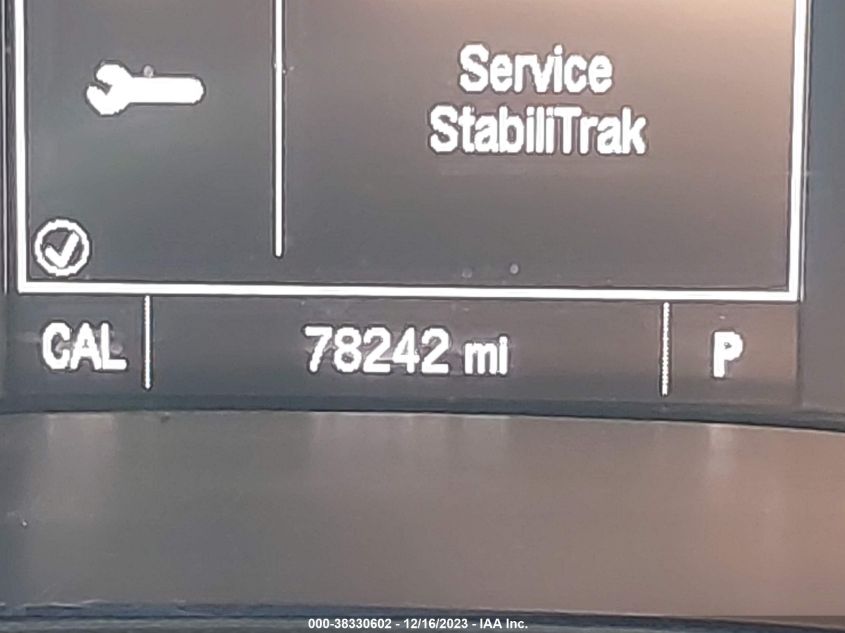 Service
StabiliTrak
CAL 78242 mi P
000-38330602 - 12/16/2023 - IAA Inc.